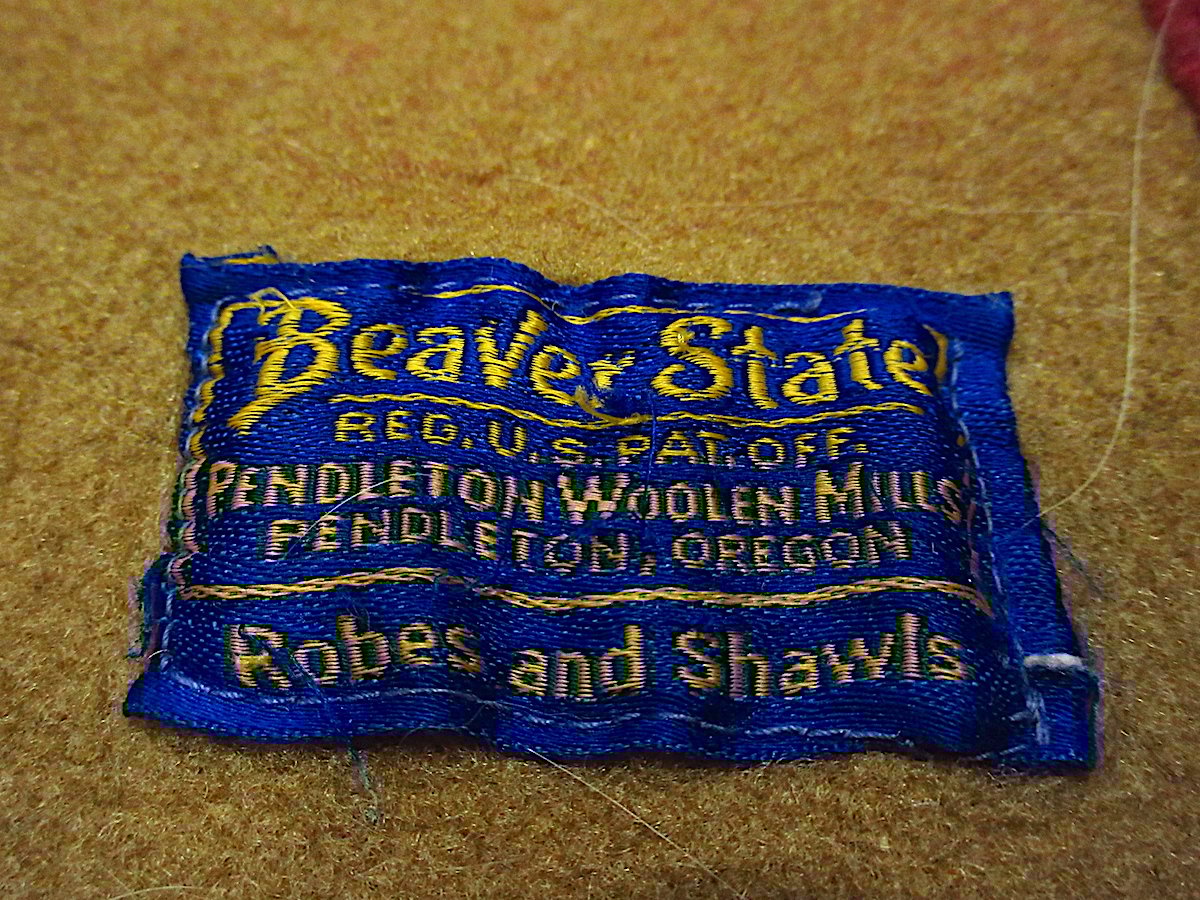 Beaver State
REG. U.S. PAT. OFF.
PENDLETON WOOLEN MILLS
PENDLETON, OREGON
Robes and Shawls